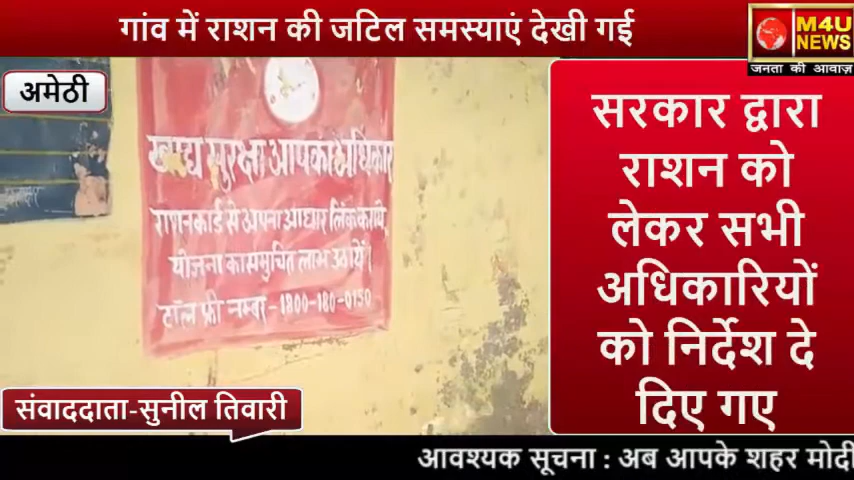 गांव में राशन की जटिल समस्याएं देखी गई
M4U
NEWS
जनता की आवाज़
अमेठी
खाद्य सुरक्षा आपका अधिकार
राशनकार्ड से अपना आधार लिंक करायें,
योजना का समुचित लाभ उठायें।
टॉल फ्री नम्बर - 1800-180-0150
सरकार द्वारा
राशन को
लेकर सभी
अधिकारियों
को निर्देश दे
दिए गए
संवाददाता-सुनील तिवारी
आवश्यक सूचना : अब आपके शहर मोदी